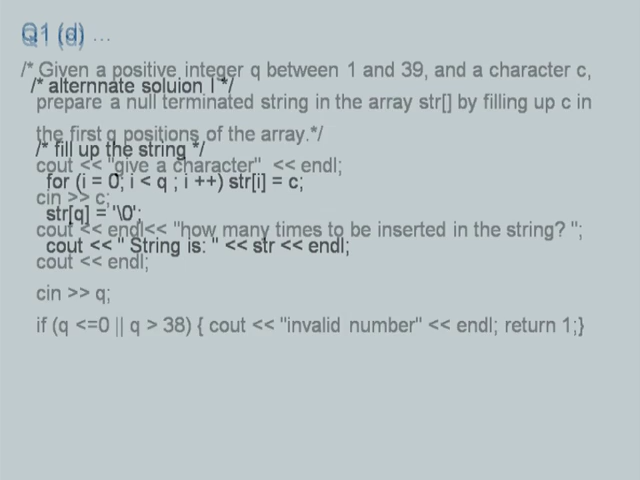 Q1 (d) ...
/* Given a positive integer q between 1 and 39, and a character c,
/* alternnate soluion I */
prepare a null terminated string in the array str[] by filling up c in
the first q positions of the array.*/
/* fill up the string */
cout << "give a character" << endl;
for (i = 0; i < q ; i ++) str[i] = c;
cin >> c;
str[q] = '\0';
cout << endl<< "how many times to be inserted in the string? ";
cout << " String is: " << str << endl;
cout << endl;
cin >> q;
if (q <=0 || q > 38) { cout << "invalid number" << endl; return 1;}